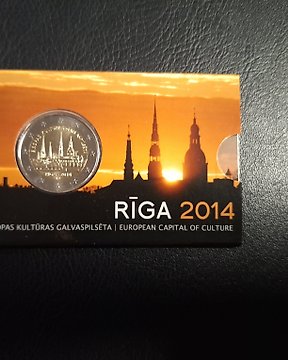 RĪGA 2014
OPAS KULTŪRAS GALVASPILSĒTA | EUROPEAN CAPITAL OF CULTURE